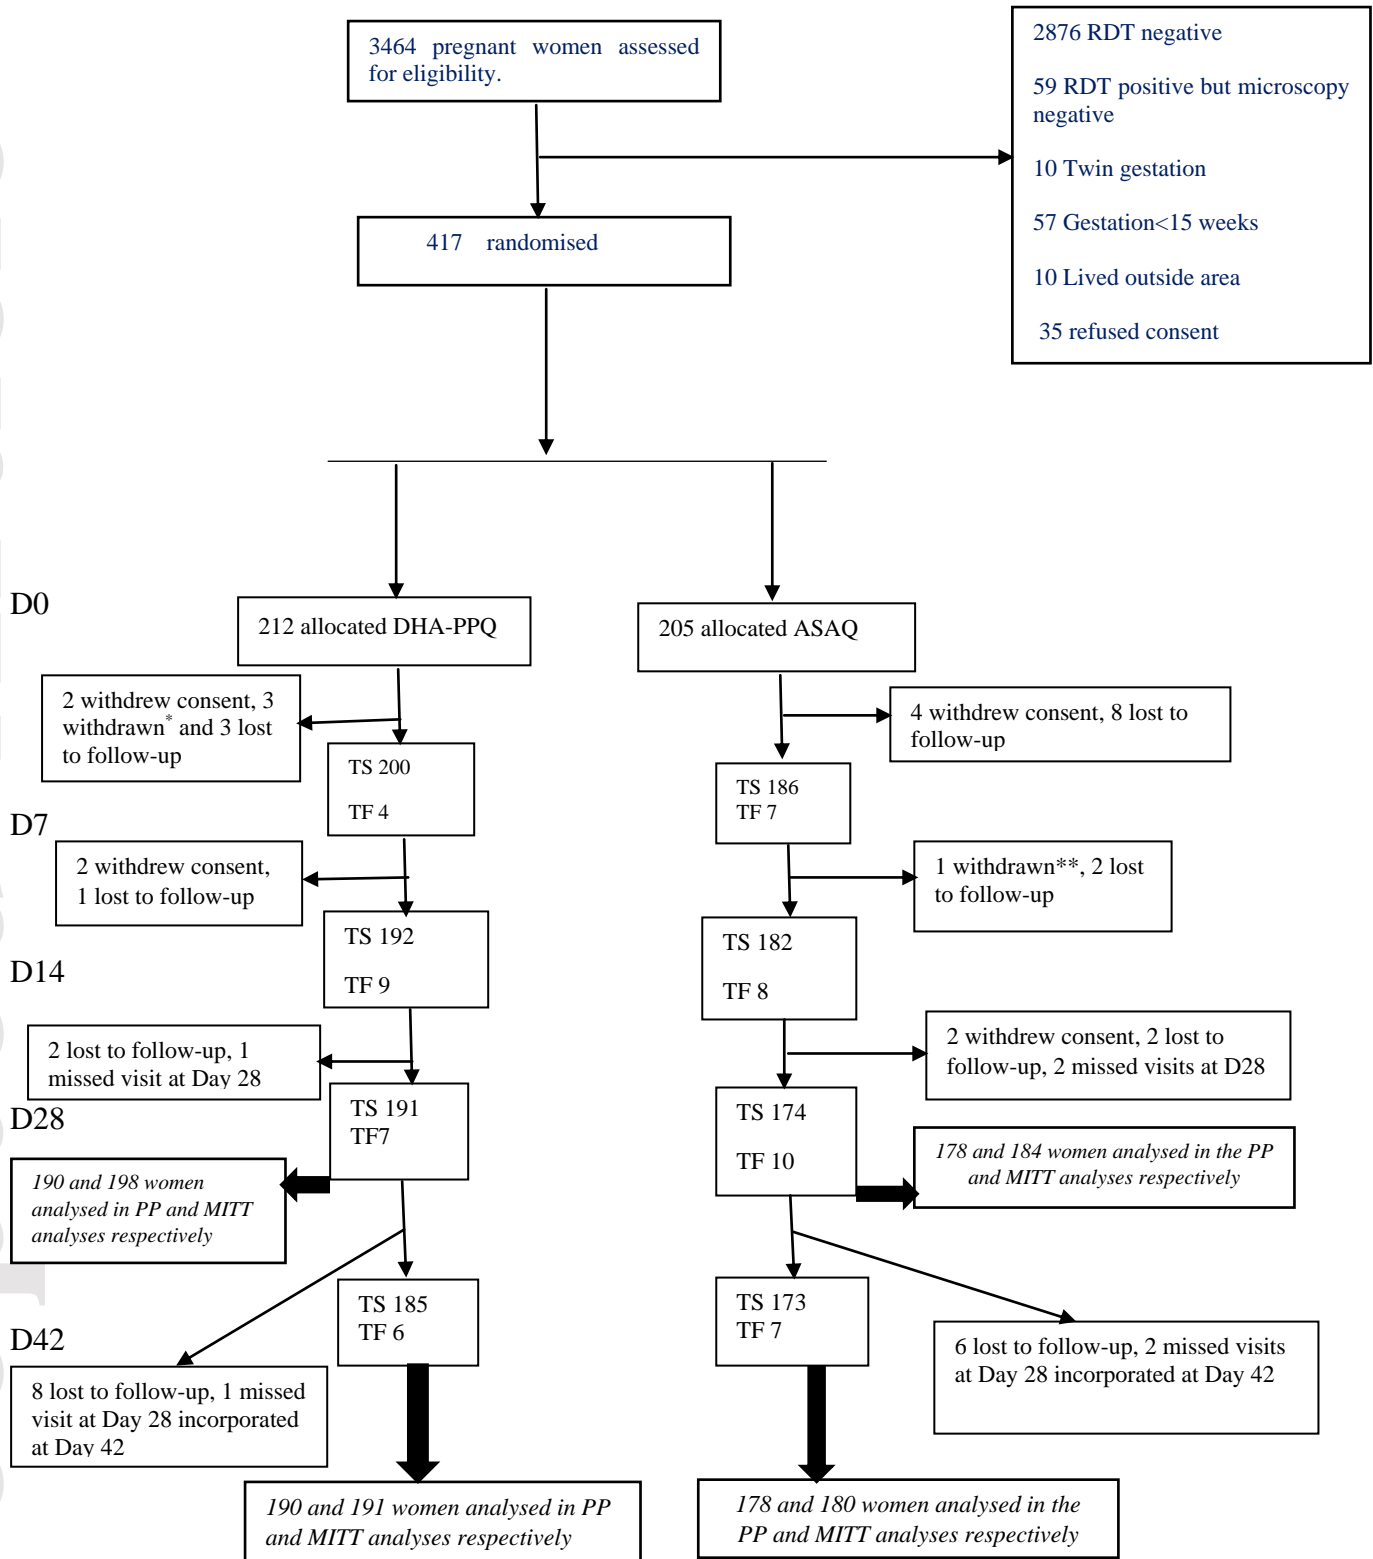 3464 pregnant women assessed
for eligibility.
2876 RDT negative
59 RDT positive but microscopy
negative
10 Twin gestation
57 Gestation<15 weeks
10 Lived outside area
35 refused consent
417 randomised
D0
212 allocated DHA-PPQ
205 allocated ASAQ
2 withdrew consent, 3
withdrawn* and 3 lost
to follow-up
4 withdrew consent, 8 lost to
follow-up
TS 200
TF 4
TS 186
TF 7
D7
2 withdrew consent,
1 lost to follow-up
1 withdrawn**, 2 lost
to follow-up
TS 192
TF 9
TS 182
TF 8
D14
2 lost to follow-up, 1
missed visit at Day 28
2 withdrew consent, 2 lost to
follow-up, 2 missed visits at D28
TS 191
TF7
TS 174
TF 10
D28
190 and 198 women
analysed in PP and MITT
analyses respectively
178 and 184 women analysed in the PP
and MITT analyses respectively
TS 185
TF 6
TS 173
TF 7
D42
8 lost to follow-up, 1 missed
visit at Day 28 incorporated
at Day 42
6 lost to follow-up, 2 missed visits
at Day 28 incorporated at Day 42
190 and 191 women analysed in PP
and MITT analyses respectively
178 and 180 women analysed in the
PP and MITT analyses respectively